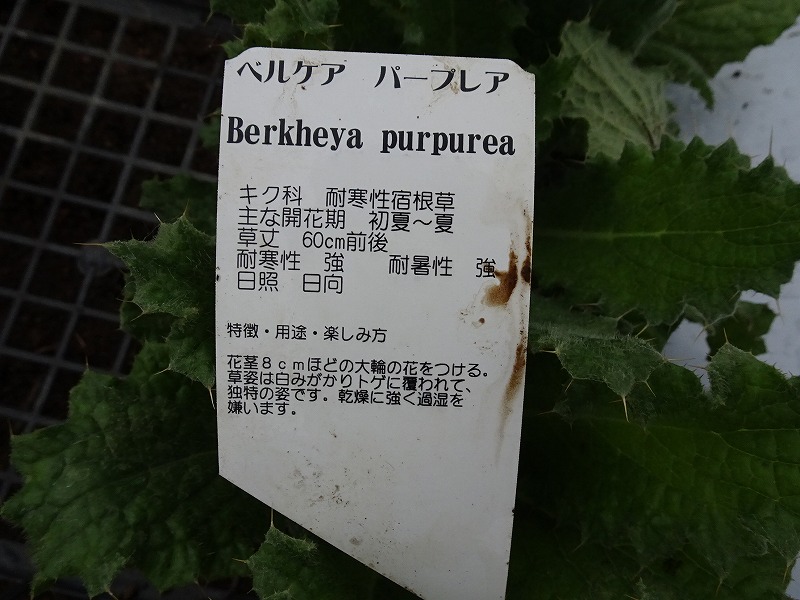 ベルケア　パープレア
Berkheya purpurea
キク科　耐寒性宿根草
主な開花期　初夏～夏
草丈　60cm前後
耐寒性　強　　耐暑性　強
日照　日向
特徴・用途・楽しみ方
花茎８ｃｍほどの大輪の花をつける。
草姿は白みがかりトゲに覆われて、
独特の姿です。乾燥に強く過湿を
嫌います。